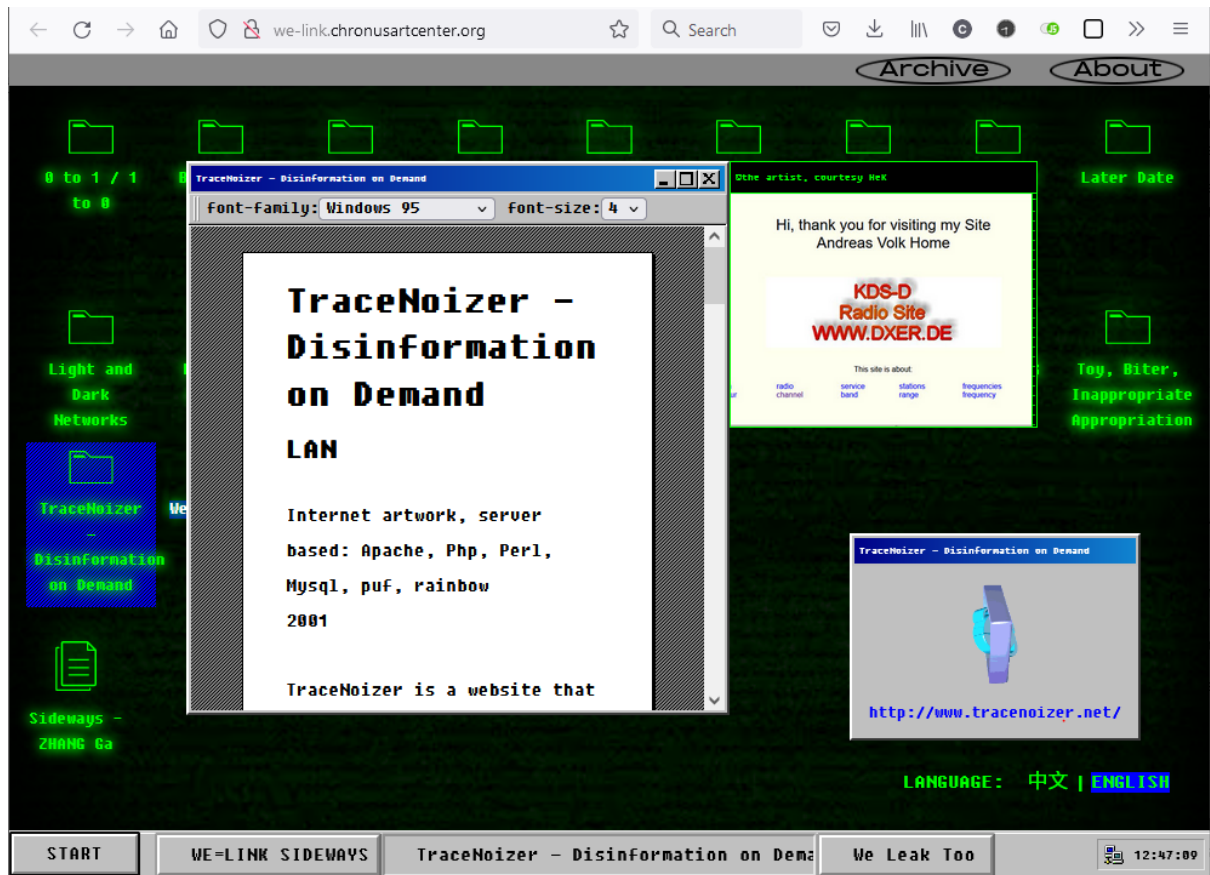 we-link.chronusartcenter.org
Search
Archive
About
0 to 1 / 1
to 0
Later Date
TraceNoizer - Disinformation on Demand
font-family: Windows 95
font-size: 4
TraceNoizer -
Disinformation
on Demand
LAN
Internet artwork, server
based: Apache, Php, Perl,
Mysql, puf, rainbow
2001
TraceNoizer is a website that
©the artist, courtesy HeK
Hi, thank you for visiting my Site
Andreas Volk Home
KDS-D
Radio Site
WWW.DXER.DE
This site is about:
radio service stations frequencies
channel band range frequency
Light and
Dark
Networks
Toy, Biter,
Inappropriate
Appropriation
TraceNoizer
-
Disinformation
on Demand
We
Sideways -
ZHANG Ga
TraceNoizer - Disinformation on Demand
http://www.tracenoizer.net/
LANGUAGE: 中文 | ENGLISH
START
WE=LINK SIDEWAYS
TraceNoizer - Disinformation on Dema
We Leak Too
12:47:09